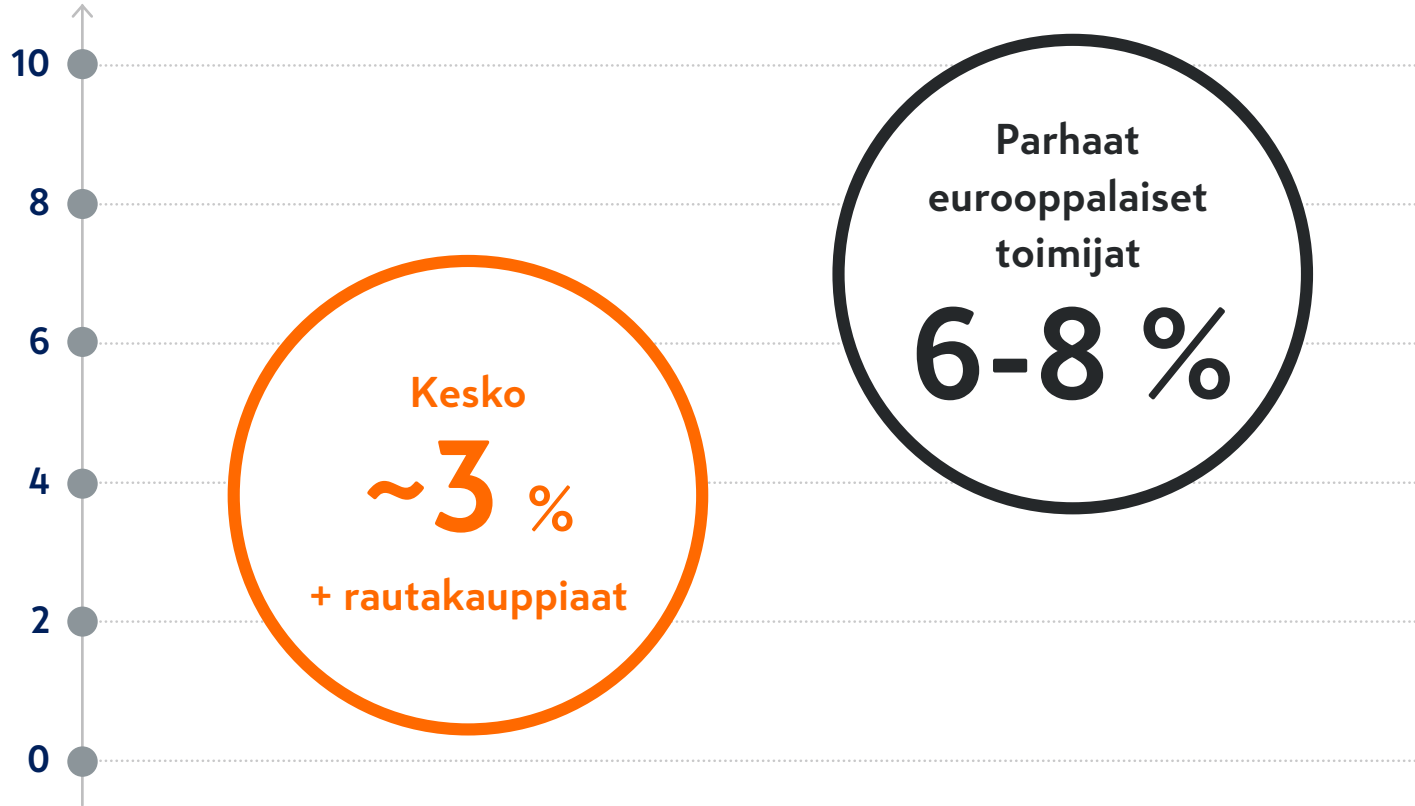 10
8
6
4
2
0
Kesko
~3 %
+ rautakauppiaat
Parhaat
eurooppalaiset
toimijat
6-8 %